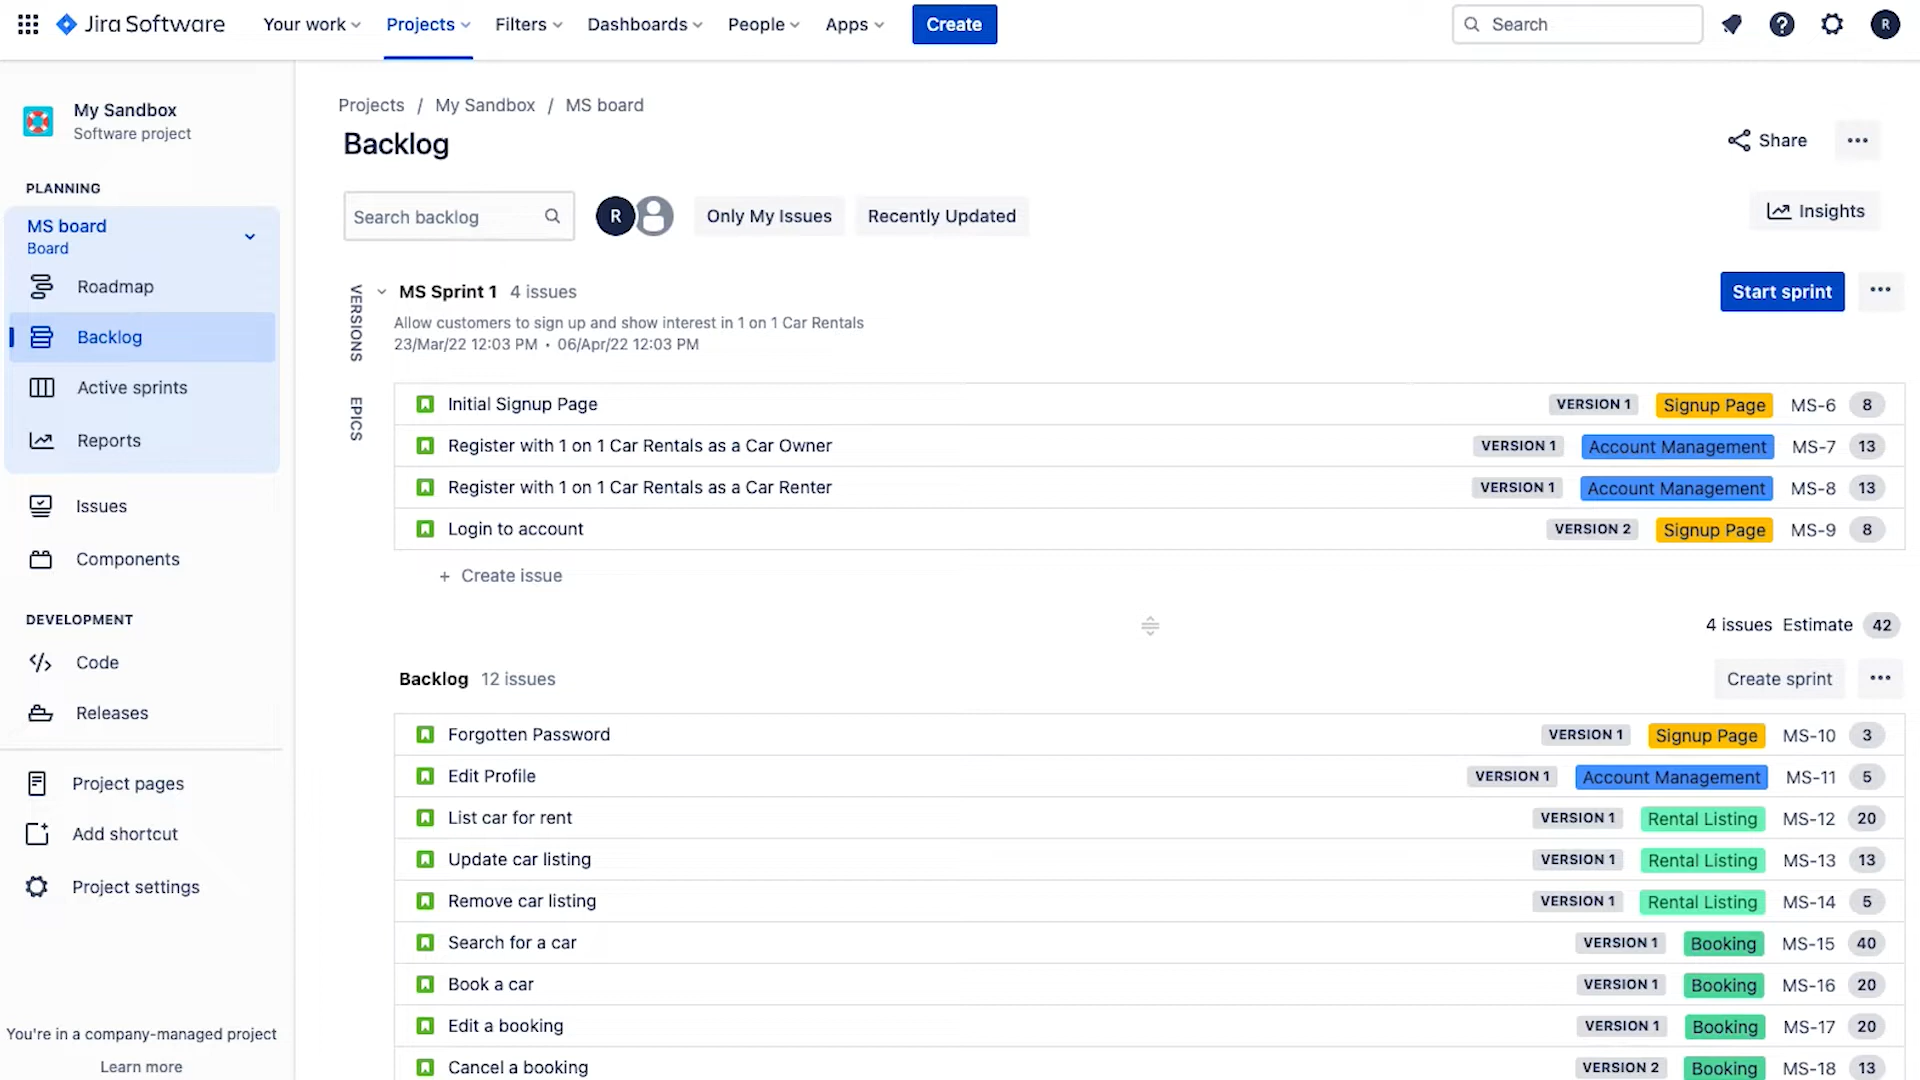 Jira Software Your work Projects Filters Dashboards People Apps Create Search R
My Sandbox
Software project
PLANNING
MS board
Board
Roadmap
Backlog
Active sprints
Reports
Issues
Components
DEVELOPMENT
Code
Releases
Project pages
Add shortcut
Project settings
You're in a company-managed project
Learn more
Projects / My Sandbox / MS board
Backlog
Share
Search backlog R Only My Issues Recently Updated Insights
VERSIONS
EPICS
MS Sprint 1 4 issues Start sprint
Allow customers to sign up and show interest in 1 on 1 Car Rentals
23/Mar/22 12:03 PM • 06/Apr/22 12:03 PM
Initial Signup Page VERSION 1 Signup Page MS-6 8
Register with 1 on 1 Car Rentals as a Car Owner VERSION 1 Account Management MS-7 13
Register with 1 on 1 Car Rentals as a Car Renter VERSION 1 Account Management MS-8 13
Login to account VERSION 2 Signup Page MS-9 8
+ Create issue
4 issues Estimate 42
Backlog 12 issues Create sprint
Forgotten Password VERSION 1 Signup Page MS-10 3
Edit Profile VERSION 1 Account Management MS-11 5
List car for rent VERSION 1 Rental Listing MS-12 20
Update car listing VERSION 1 Rental Listing MS-13 13
Remove car listing VERSION 1 Rental Listing MS-14 5
Search for a car VERSION 1 Booking MS-15 40
Book a car VERSION 1 Booking MS-16 20
Edit a booking VERSION 1 Booking MS-17 20
Cancel a booking VERSION 2 Booking MS-18 13